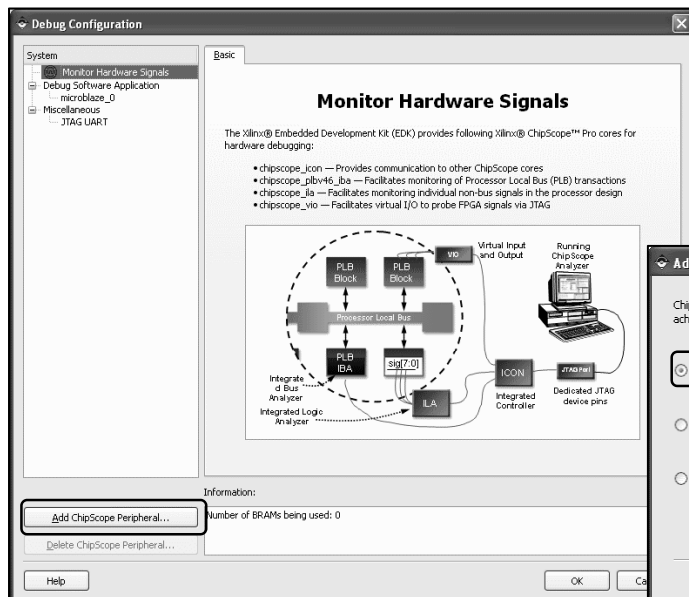 Debug Configuration
System
Monitor Hardware Signals
Debug Software Application
microblaze_0
Miscellaneous
JTAG UART
Add ChipScope Peripheral...
Delete ChipScope Peripheral...
Basic
Monitor Hardware Signals
The Xilinx® Embedded Development Kit (EDK) provides following Xilinx® ChipScope™ Pro cores for
hardware debugging:
• chipscope_icon — Provides communication to other ChipScope cores
• chipscope_plbv46_iba — Facilitates monitoring of Processor Local Bus (PLB) transactions
• chipscope_ila — Facilitates monitoring individual non-bus signals in the processor design
• chipscope_vio — Facilitates virtual I/O to probe FPGA signals via JTAG
PLB
Block
PLB
Block
VIO
Virtual Input
and Output
Running
ChipScope
Analyzer
Processor Local Bus
PLB
IBA
sig[7:0]
Integrate
d Bus
Analyzer
Integrated Logic
Analyzer
ILA
ICON
Integrated
Controller
JTAG Port
Dedicated JTAG
device pins
Information:
Number of BRAMs being used: 0
Help
OK
Ca
Ad
Chi
ach